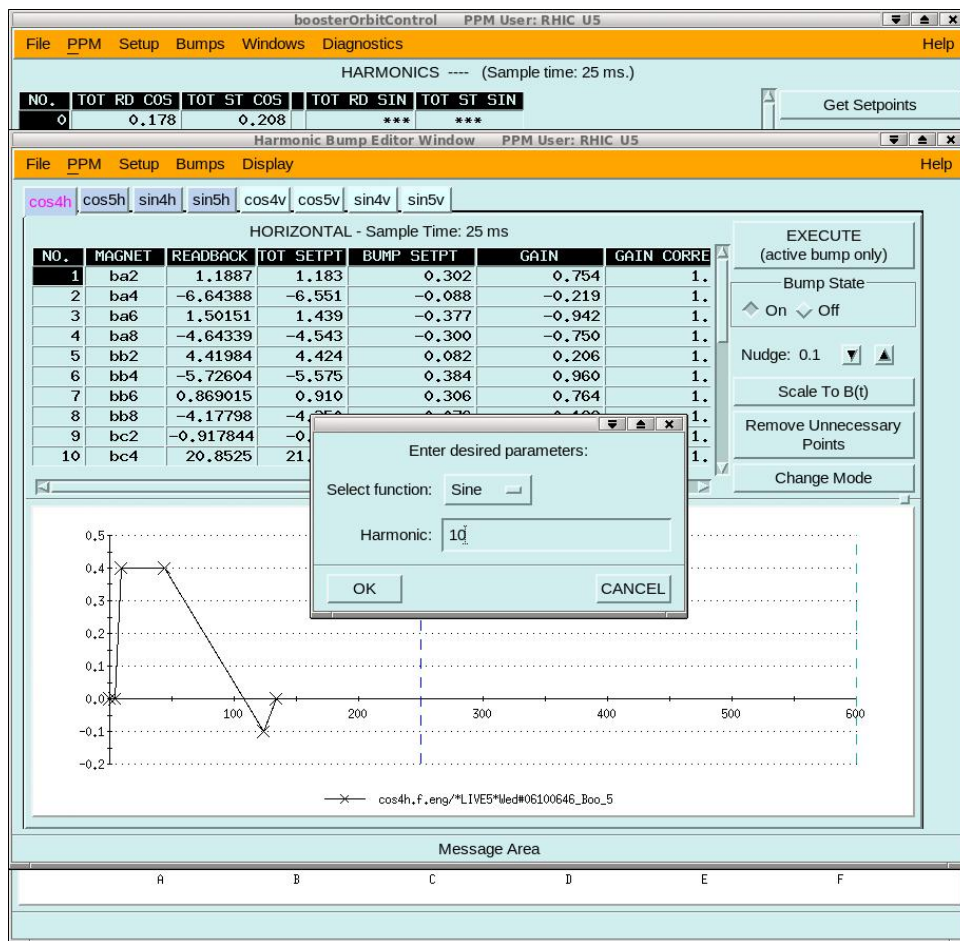 boosterOrbitControl PPM User: RHIC U5
File PPM Setup Bumps Windows Diagnostics Help
HARMONICS ---- (Sample time: 25 ms.)
NO. TOT RD COS TOT ST COS TOT RD SIN TOT ST SIN
0 0.178 0.208 *** ***
Get Setpoints
Harmonic Bump Editor Window PPM User: RHIC U5
File PPM Setup Bumps Display Help
cos4h cos5h sin4h sin5h cos4v cos5v sin4v sin5v
HORIZONTAL - Sample Time: 25 ms
NO. MAGNET READBACK TOT SETPT BUMP SETPT GAIN GAIN CORRE
1 ba2 1.1887 1.183 0.302 0.754 1.
2 ba4 -6.64388 -6.551 -0.088 -0.219 1.
3 ba6 1.50151 1.439 -0.377 -0.942 1.
4 ba8 -4.64339 -4.543 -0.300 -0.750 1.
5 bb2 4.41984 4.424 0.082 0.206 1.
6 bb4 -5.72604 -5.575 0.384 0.960 1.
7 bb6 0.869015 0.910 0.306 0.764 1.
8 bb8 -4.17798 1.
9 bc2 -0.917844 -0. 1.
10 bc4 20.8525 21. 1.
EXECUTE
(active bump only)
Bump State
On Off
Nudge: 0.1
Scale To B(t)
Remove Unnecessary
Points
Change Mode
Enter desired parameters:
Select function: Sine
Harmonic: 10
OK CANCEL
0.5
0.4
0.3
0.2
0.1
0.0
-0.1
-0.2
100 200 300 400 500 600
cos4h.f.eng/*LIVE5*Wed#06100646_Boo_5
Message Area
A B C D E F